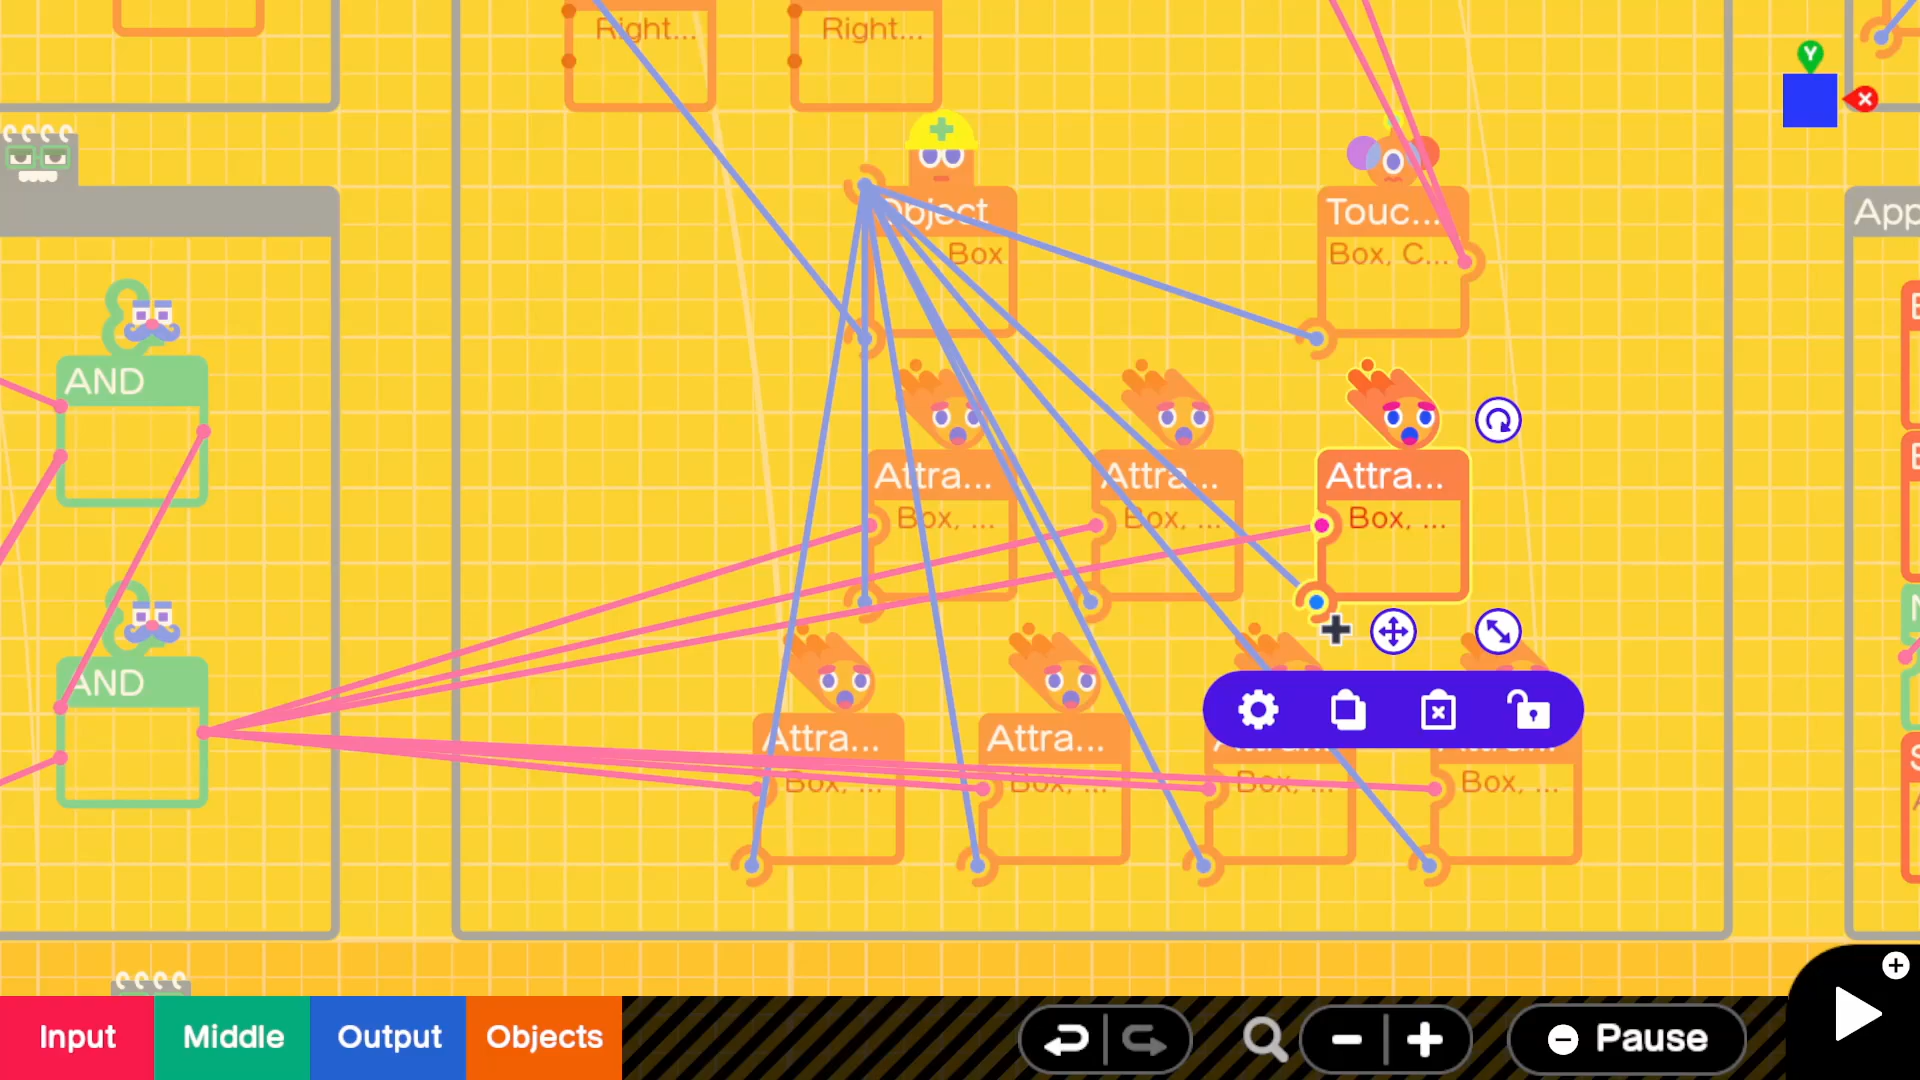 Right...
Right...
Y
Object
Box
Touc...
Box, C...
App
AND
Attra...
Box, ...
Attra...
Box, ...
Attra...
Box, ...
AND
Attra...
Box, ...
Attra...
Box, ...
Box, ...
Box, ...
Input
Middle
Output
Objects
Pause